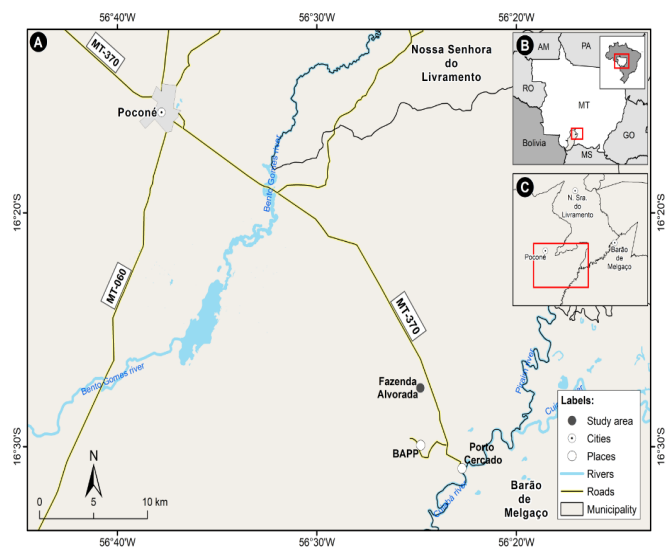 56°40'W
56°30'W
56°20'W
A
MT-370
Nossa Senhora
do
Livramento
Poconé
Bento Gomes river
16°20'S
16°20'S
MT-060
MT-370
Bento Gomes river
Fazenda
Alvorada
BAPP
Porto
Cercado
16°30'S
16°30'S
Barão
de
Melgaço
N
0 5 10 km
56°40'W
56°30'W
56°20'W
B
AM
PA
RO
MT
Bolivia
GO
MS
C
N. Sra.
do
Livramento
Poconé
Barão
de
Melgaço
Labels:
Study area
Cities
Places
Rivers
Roads
Municipality